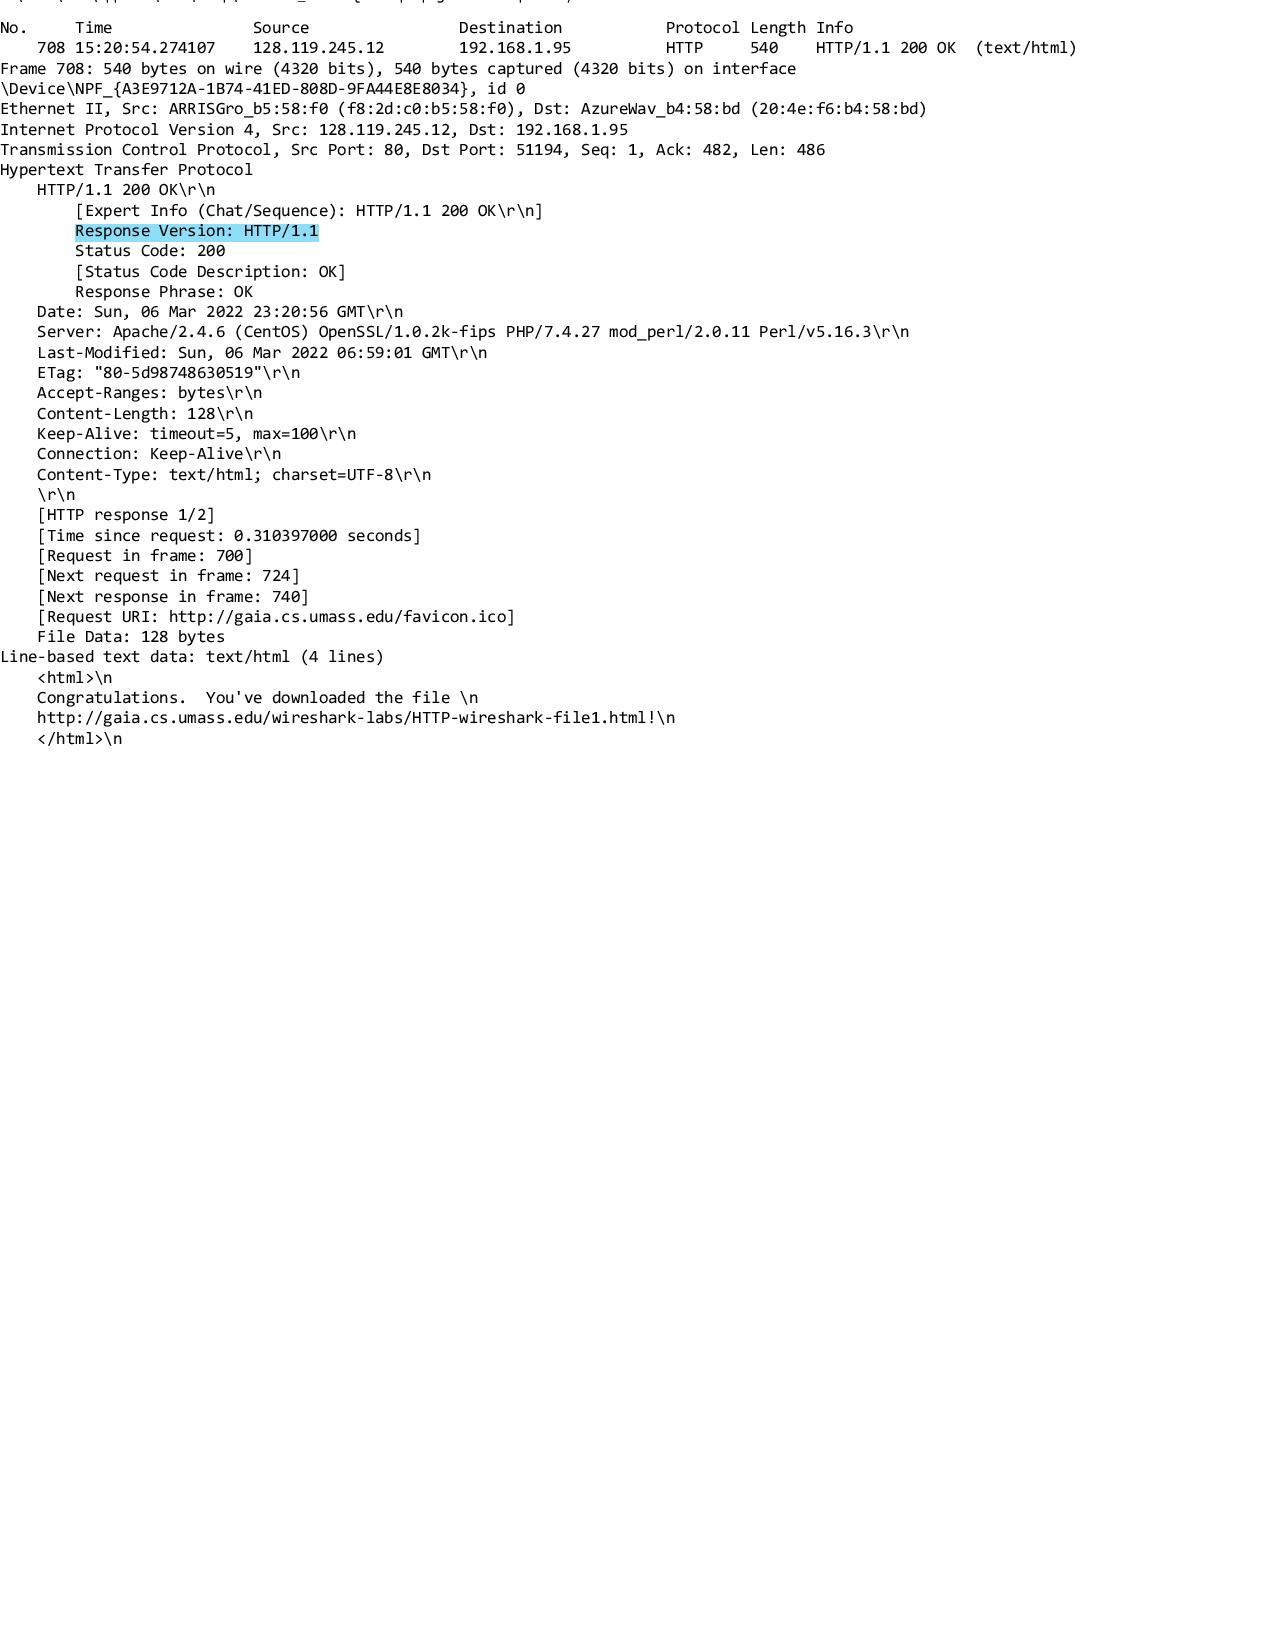 No.     Time               Source                Destination           Protocol Length Info
    708 15:20:54.274107    128.119.245.12        192.168.1.95          HTTP     540    HTTP/1.1 200 OK  (text/html)
Frame 708: 540 bytes on wire (4320 bits), 540 bytes captured (4320 bits) on interface
\Device\NPF_{A3E9712A-1B74-41ED-808D-9FA44E8E8034}, id 0
Ethernet II, Src: ARRISGro_b5:58:f0 (f8:2d:c0:b5:58:f0), Dst: AzureWav_b4:58:bd (20:4e:f6:b4:58:bd)
Internet Protocol Version 4, Src: 128.119.245.12, Dst: 192.168.1.95
Transmission Control Protocol, Src Port: 80, Dst Port: 51194, Seq: 1, Ack: 482, Len: 486
Hypertext Transfer Protocol
    HTTP/1.1 200 OK\r\n
        [Expert Info (Chat/Sequence): HTTP/1.1 200 OK\r\n]
        Response Version: HTTP/1.1
        Status Code: 200
        [Status Code Description: OK]
        Response Phrase: OK
    Date: Sun, 06 Mar 2022 23:20:56 GMT\r\n
    Server: Apache/2.4.6 (CentOS) OpenSSL/1.0.2k-fips PHP/7.4.27 mod_perl/2.0.11 Perl/v5.16.3\r\n
    Last-Modified: Sun, 06 Mar 2022 06:59:01 GMT\r\n
    ETag: "80-5d98748630519"\r\n
    Accept-Ranges: bytes\r\n
    Content-Length: 128\r\n
    Keep-Alive: timeout=5, max=100\r\n
    Connection: Keep-Alive\r\n
    Content-Type: text/html; charset=UTF-8\r\n
    \r\n
    [HTTP response 1/2]
    [Time since request: 0.310397000 seconds]
    [Request in frame: 700]
    [Next request in frame: 724]
    [Next response in frame: 740]
    [Request URI: http://gaia.cs.umass.edu/favicon.ico]
    File Data: 128 bytes
Line-based text data: text/html (4 lines)
    <html>\n
    Congratulations.  You've downloaded the file \n
    http://gaia.cs.umass.edu/wireshark-labs/HTTP-wireshark-file1.html!\n
    </html>\n